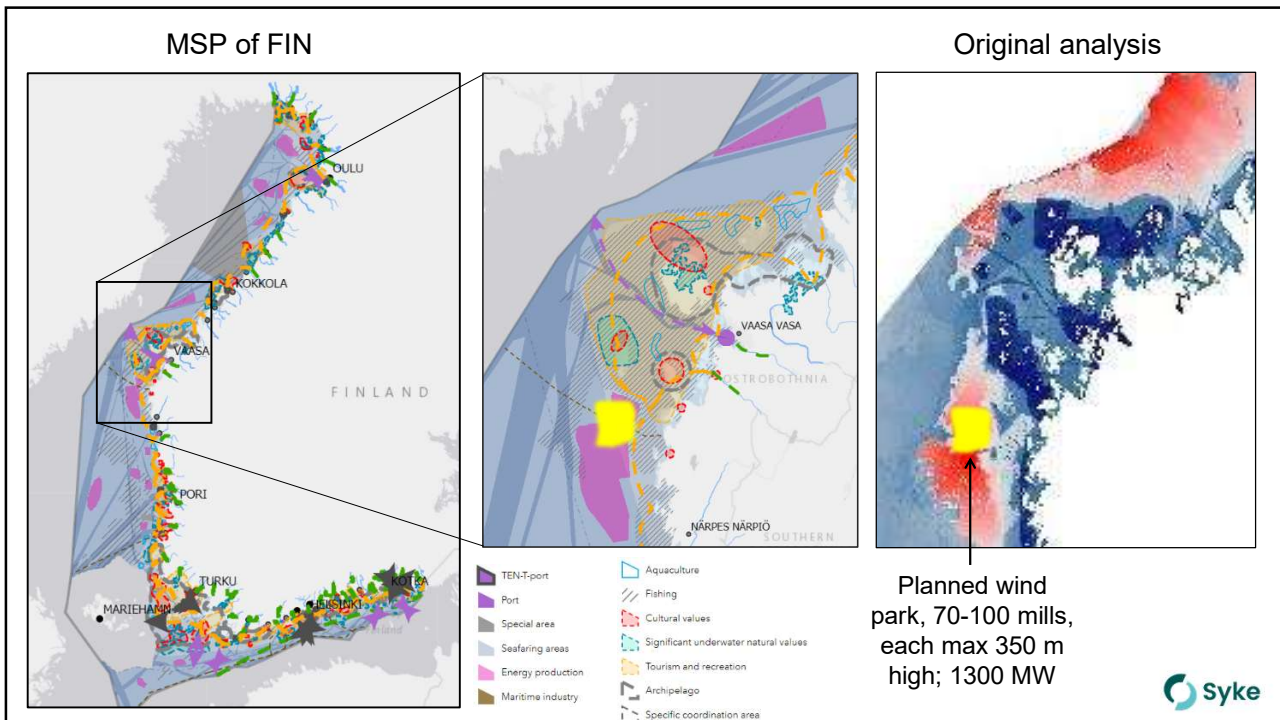 MSP of FIN
Original analysis
OULU
KOKKOLA
VAASA
FINLAND
PORI
TURKU
MARIEHAMN
HELSINKI
KOTKA
VAASA VASA
OSTROBOTHNIA
NÄRPES NÄRPIÖ
SOUTHERN
TEN-T-port
Port
Special area
Seafaring areas
Energy production
Maritime industry
Aquaculture
Fishing
Cultural values
Significant underwater natural values
Tourism and recreation
Archipelago
Specific coordination area
Planned wind
park, 70-100 mills,
each max 350 m
high; 1300 MW
Syke